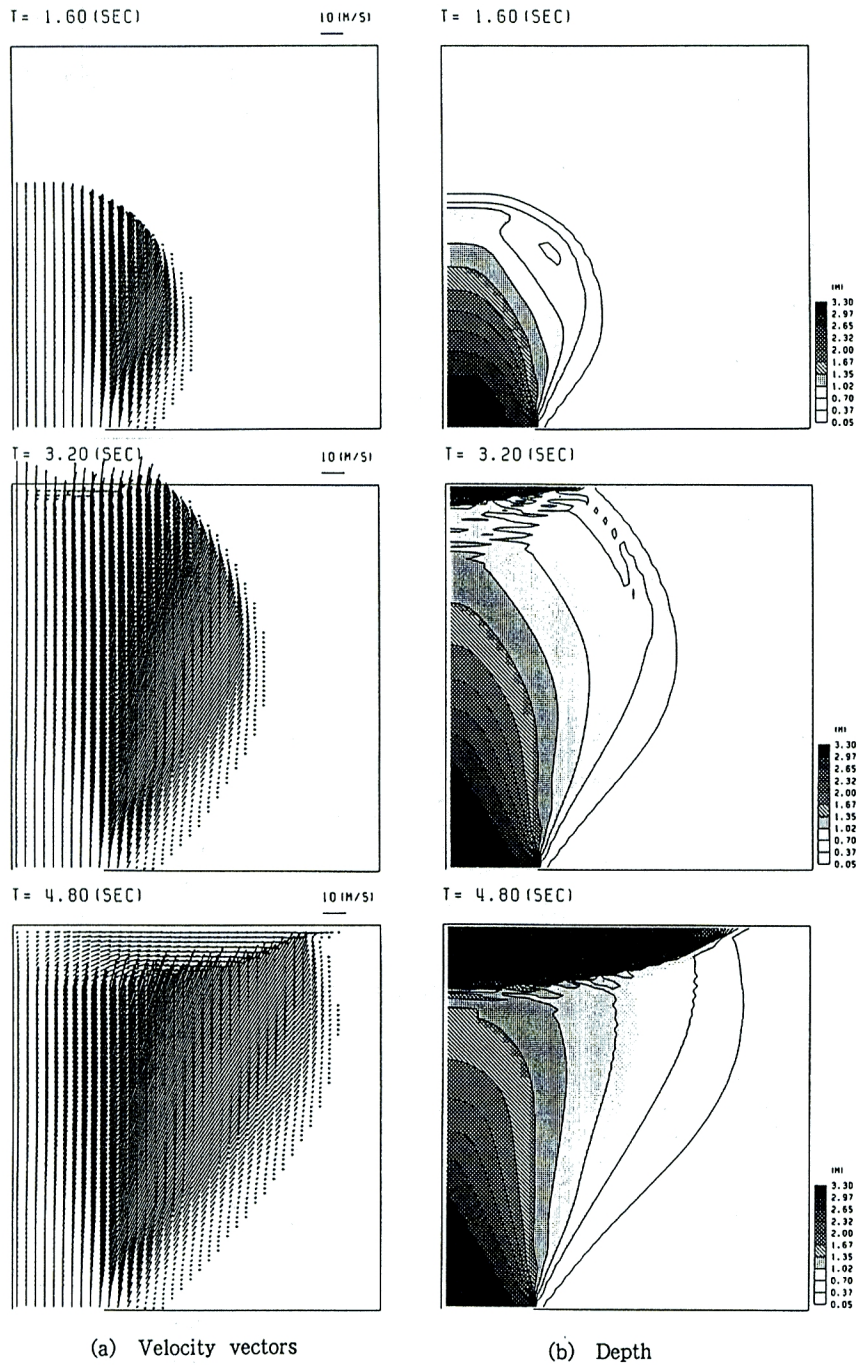 T= 1.60(SEC)
10(M/S)
T= 1.60(SEC)
(M)
3.30
2.97
2.65
2.32
2.00
1.67
1.35
1.02
0.70
0.37
0.05
T= 3.20(SEC)
10(M/S)
T= 3.20(SEC)
(M)
3.30
2.97
2.65
2.32
2.00
1.67
1.35
1.02
0.70
0.37
0.05
T= 4.80(SEC)
10(M/S)
T= 4.80(SEC)
(M)
3.30
2.97
2.65
2.32
2.00
1.67
1.35
1.02
0.70
0.37
0.05
(a) Velocity vectors
(b) Depth